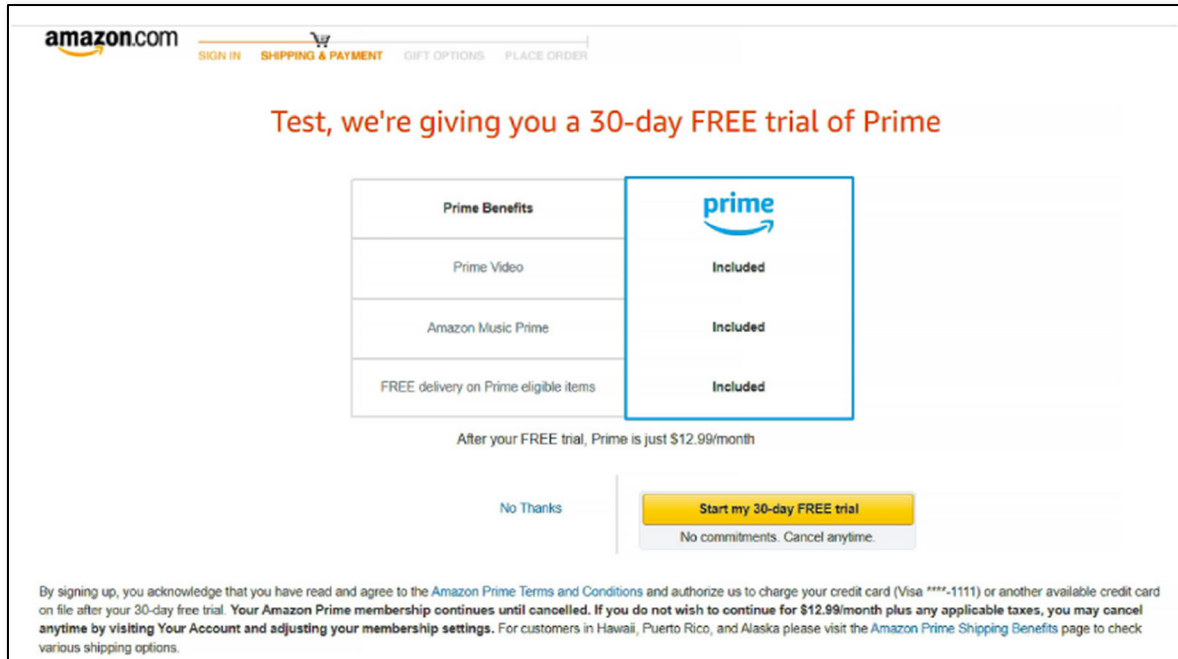 amazon.com
SIGN IN SHIPPING & PAYMENT GIFT OPTIONS PLACE ORDER
Test, we're giving you a 30-day FREE trial of Prime
Prime Benefits prime
Prime Video Included
Amazon Music Prime Included
FREE delivery on Prime eligible items Included
After your FREE trial, Prime is just $12.99/month
No Thanks Start my 30-day FREE trial
No commitments. Cancel anytime.
By signing up, you acknowledge that you have read and agree to the Amazon Prime Terms and Conditions and authorize us to charge your credit card (Visa ****-1111) or another available credit card
on file after your 30-day free trial. Your Amazon Prime membership continues until cancelled. If you do not wish to continue for $12.99/month plus any applicable taxes, you may cancel
anytime by visiting Your Account and adjusting your membership settings. For customers in Hawaii, Puerto Rico, and Alaska please visit the Amazon Prime Shipping Benefits page to check
various shipping options.